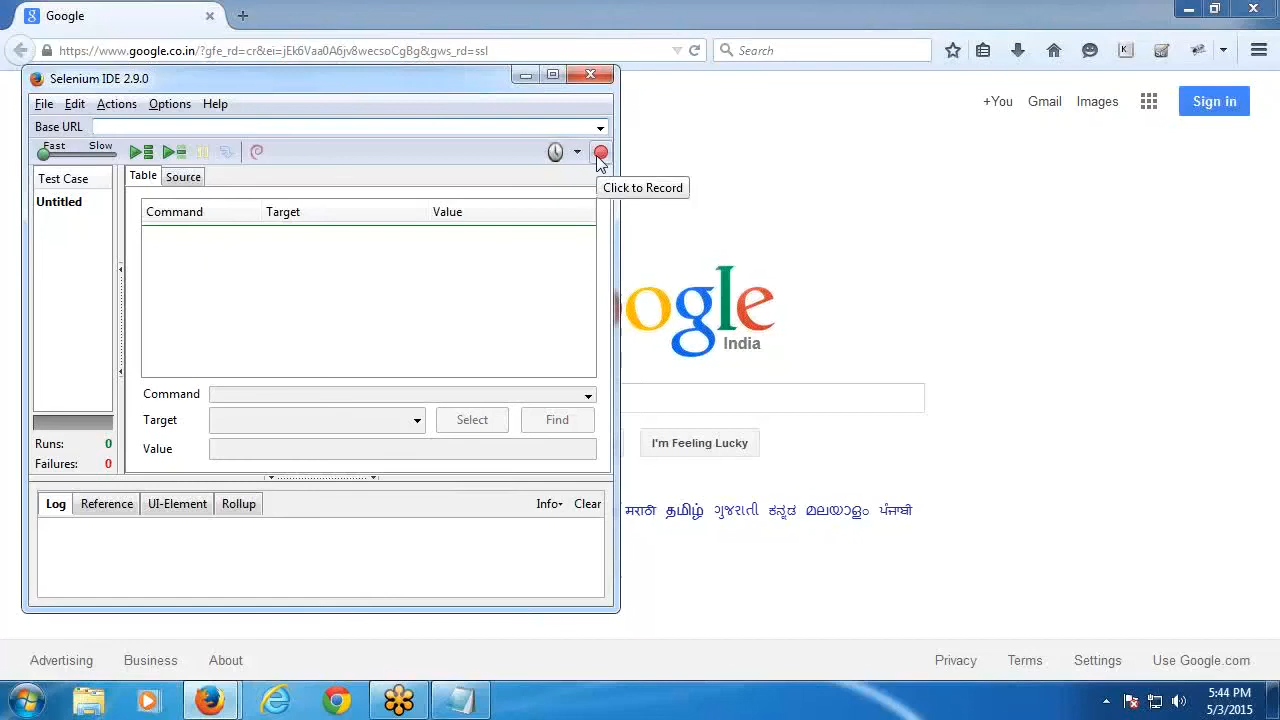 Google
https://www.google.co.in/?gfe_rd=cr&ei=jEk6Vaa0A6jv8wecsoCgBg&gws_rd=ssl
Search
Selenium IDE 2.9.0
+You Gmail Images Sign in
File Edit Actions Options Help
Base URL
Fast Slow
Click to Record
Test Case
Table Source
Untitled
Command Target Value
ogle
India
Command
Target Select Find
Value
I'm Feeling Lucky
Runs: 0
Failures: 0
Log Reference UI-Element Rollup Info Clear
मराठी தமிழ் ગુજરાતી ಕನ್ನಡ മലയാളം ਪੰਜਾਬੀ
Advertising Business About Privacy Terms Settings Use Google.com
5:44 PM
5/3/2015